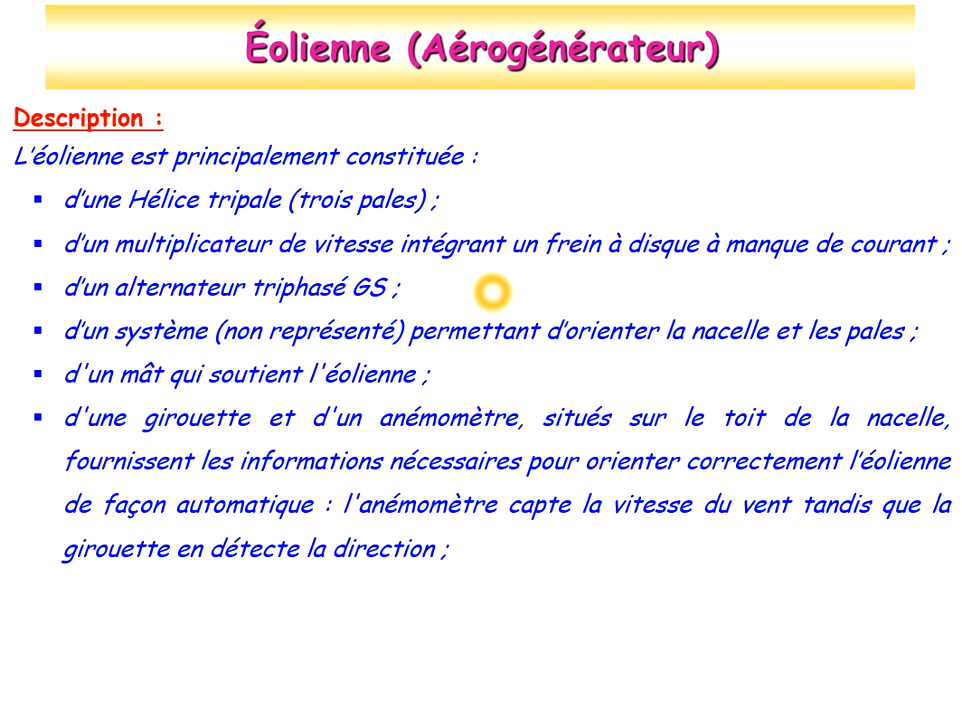 Éolienne (Aérogénérateur)
Description :
L’éolienne est principalement constituée :
▪ d’une Hélice tripale (trois pales) ;
▪ d’un multiplicateur de vitesse intégrant un frein à disque à manque de courant ;
▪ d’un alternateur triphasé GS ;
▪ d’un système (non représenté) permettant d’orienter la nacelle et les pales ;
▪ d'un mât qui soutient l'éolienne ;
▪ d'une girouette et d'un anémomètre, situés sur le toit de la nacelle,
fournissent les informations nécessaires pour orienter correctement l’éolienne
de façon automatique : l'anémomètre capte la vitesse du vent tandis que la
girouette en détecte la direction ;